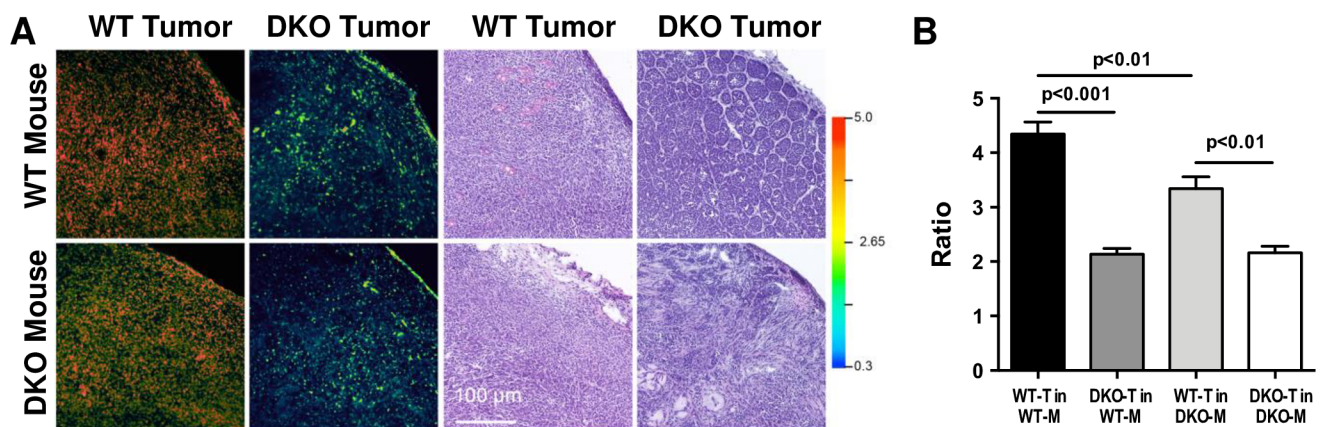 A
WT Tumor DKO Tumor WT Tumor DKO Tumor
WT Mouse
DKO Mouse
100 µm
5.0
2.65
0.3
B
p<0.01
p<0.001
p<0.01
Ratio
5
4
3
2
1
0
WT-T in
WT-M
DKO-T in
WT-M
WT-T in
DKO-M
DKO-T in
DKO-M